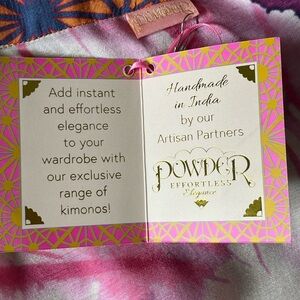 POWDER
Add instant
and effortless
elegance
to your
wardrobe with
our exclusive
range of
kimonos!
Handmade
in India
by our
Artisan Partners
POWDER
EFFORTLESS
Elegance